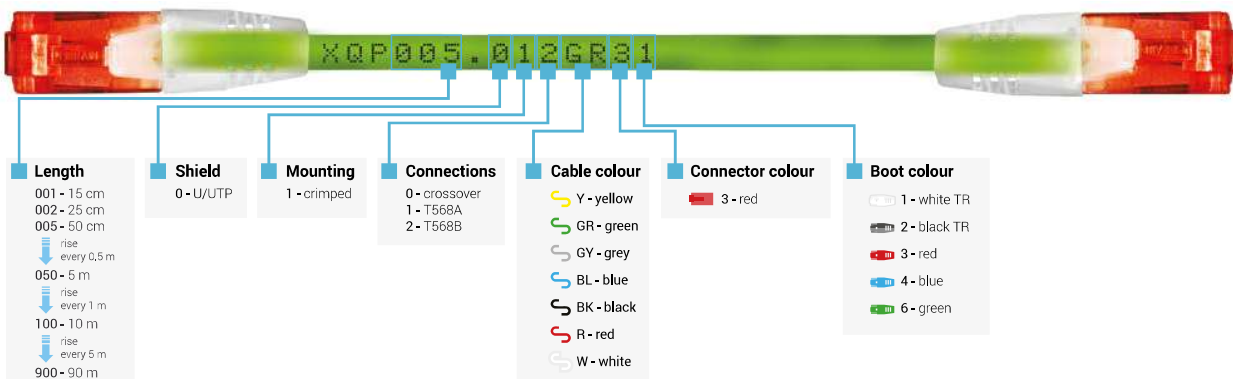 XQP005.012GR31
Length
001 - 15 cm
002 - 25 cm
005 - 50 cm
rise
every 0,5 m
050 - 5 m
rise
every 1 m
100 - 10 m
rise
every 5 m
900 - 90 m
Shield
0 - U/UTP
Mounting
1 - crimped
Connections
0 - crossover
1 - T568A
2 - T568B
Cable colour
Y - yellow
GR - green
GY - grey
BL - blue
BK - black
R - red
W - white
Connector colour
3 - red
Boot colour
1 - white TR
2 - black TR
3 - red
4 - blue
6 - green